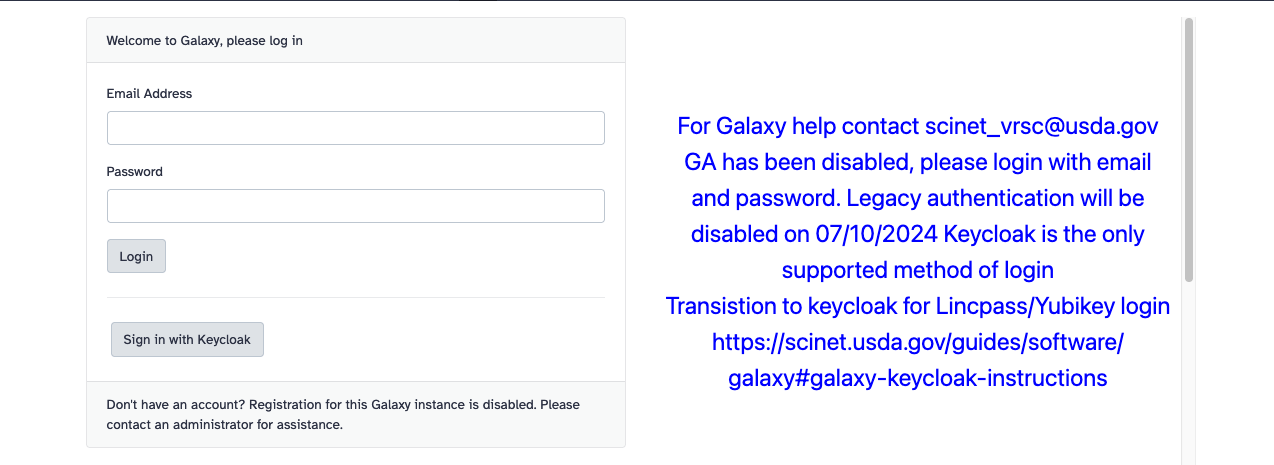 Welcome to Galaxy, please log in
Email Address
Password
Login
Sign in with Keycloak
Don't have an account? Registration for this Galaxy instance is disabled. Please
contact an administrator for assistance.
For Galaxy help contact scinet_vrsc@usda.gov
GA has been disabled, please login with email
and password. Legacy authentication will be
disabled on 07/10/2024 Keycloak is the only
supported method of login
Transistion to keycloak for Lincpass/Yubikey login
https://scinet.usda.gov/guides/software/
galaxy#galaxy-keycloak-instructions